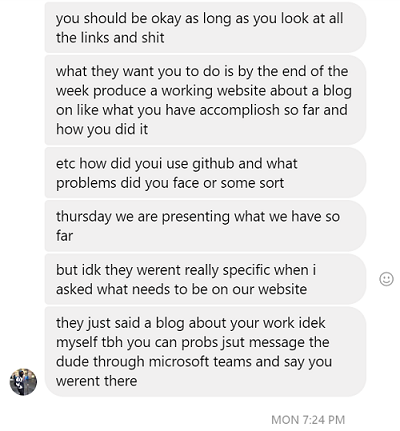 you should be okay as long as you look at all
the links and shit
what they want you to do is by the end of the
week produce a working website about a blog
on like what you have accompliosh so far and
how you did it
etc how did youi use github and what
problems did you face or some sort
thursday we are presenting what we have so
far
but idk they werent really specific when i
asked what needs to be on our website
they just said a blog about your work idek
myself tbh you can probs jsut message the
dude through microsoft teams and say you
werent there
MON 7:24 PM